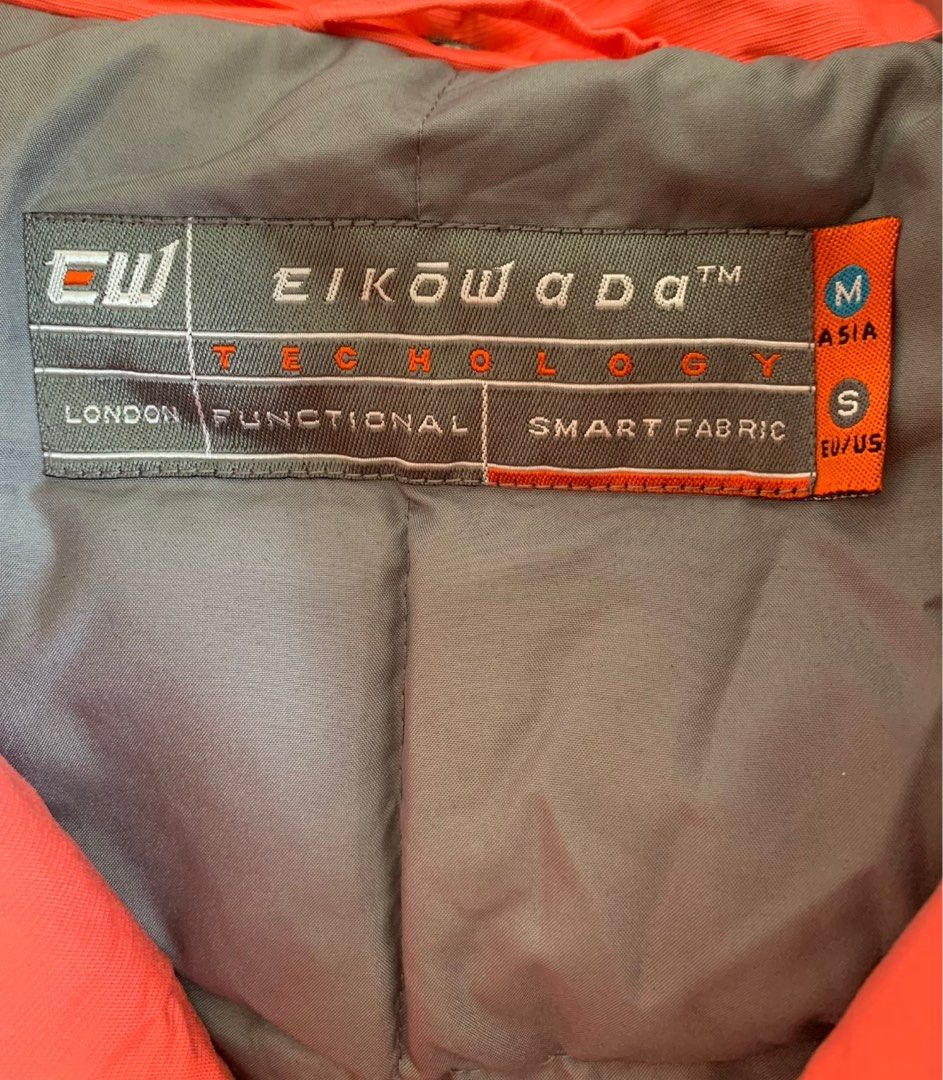 EW EIKŌWADA™
TECHOLOGY
LONDON FUNCTIONAL SMART FABRIC
M
ASIA
S
EU/US